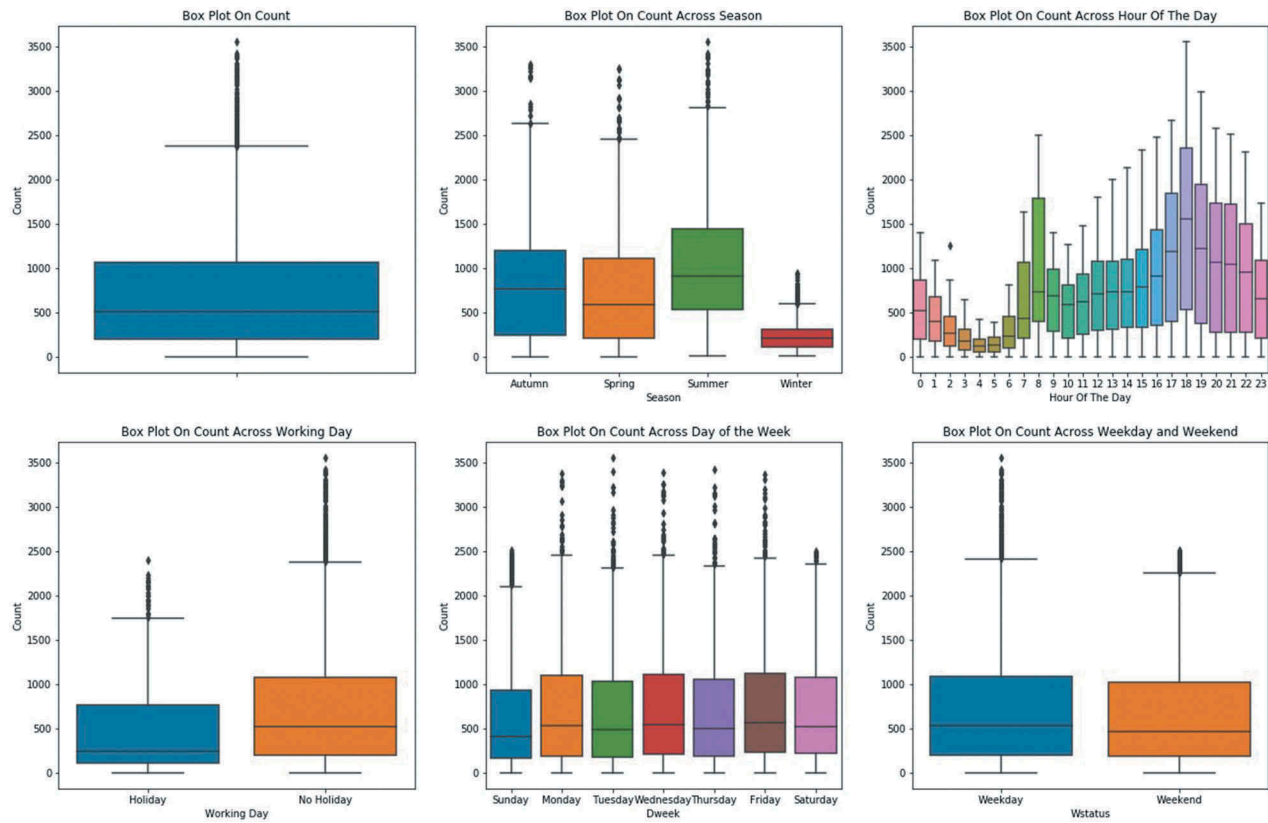 Box Plot On Count
3500
3000
2500
2000
1500
1000
500
0
Count
Box Plot On Count Across Season
3500
3000
2500
2000
1500
1000
500
0
Count
Autumn Spring Summer Winter
Season
Box Plot On Count Across Hour Of The Day
3500
3000
2500
2000
1500
1000
500
0
Count
0 1 2 3 4 5 6 7 8 9 10 11 12 13 14 15 16 17 18 19 20 21 22 23
Hour Of The Day
Box Plot On Count Across Working Day
3500
3000
2500
2000
1500
1000
500
0
Count
Holiday No Holiday
Working Day
Box Plot On Count Across Day of the Week
3500
3000
2500
2000
1500
1000
500
0
Count
Sunday Monday Tuesday Wednesday Thursday Friday Saturday
Dweek
Box Plot On Count Across Weekday and Weekend
3500
3000
2500
2000
1500
1000
500
0
Count
Weekday Weekend
Wstatus